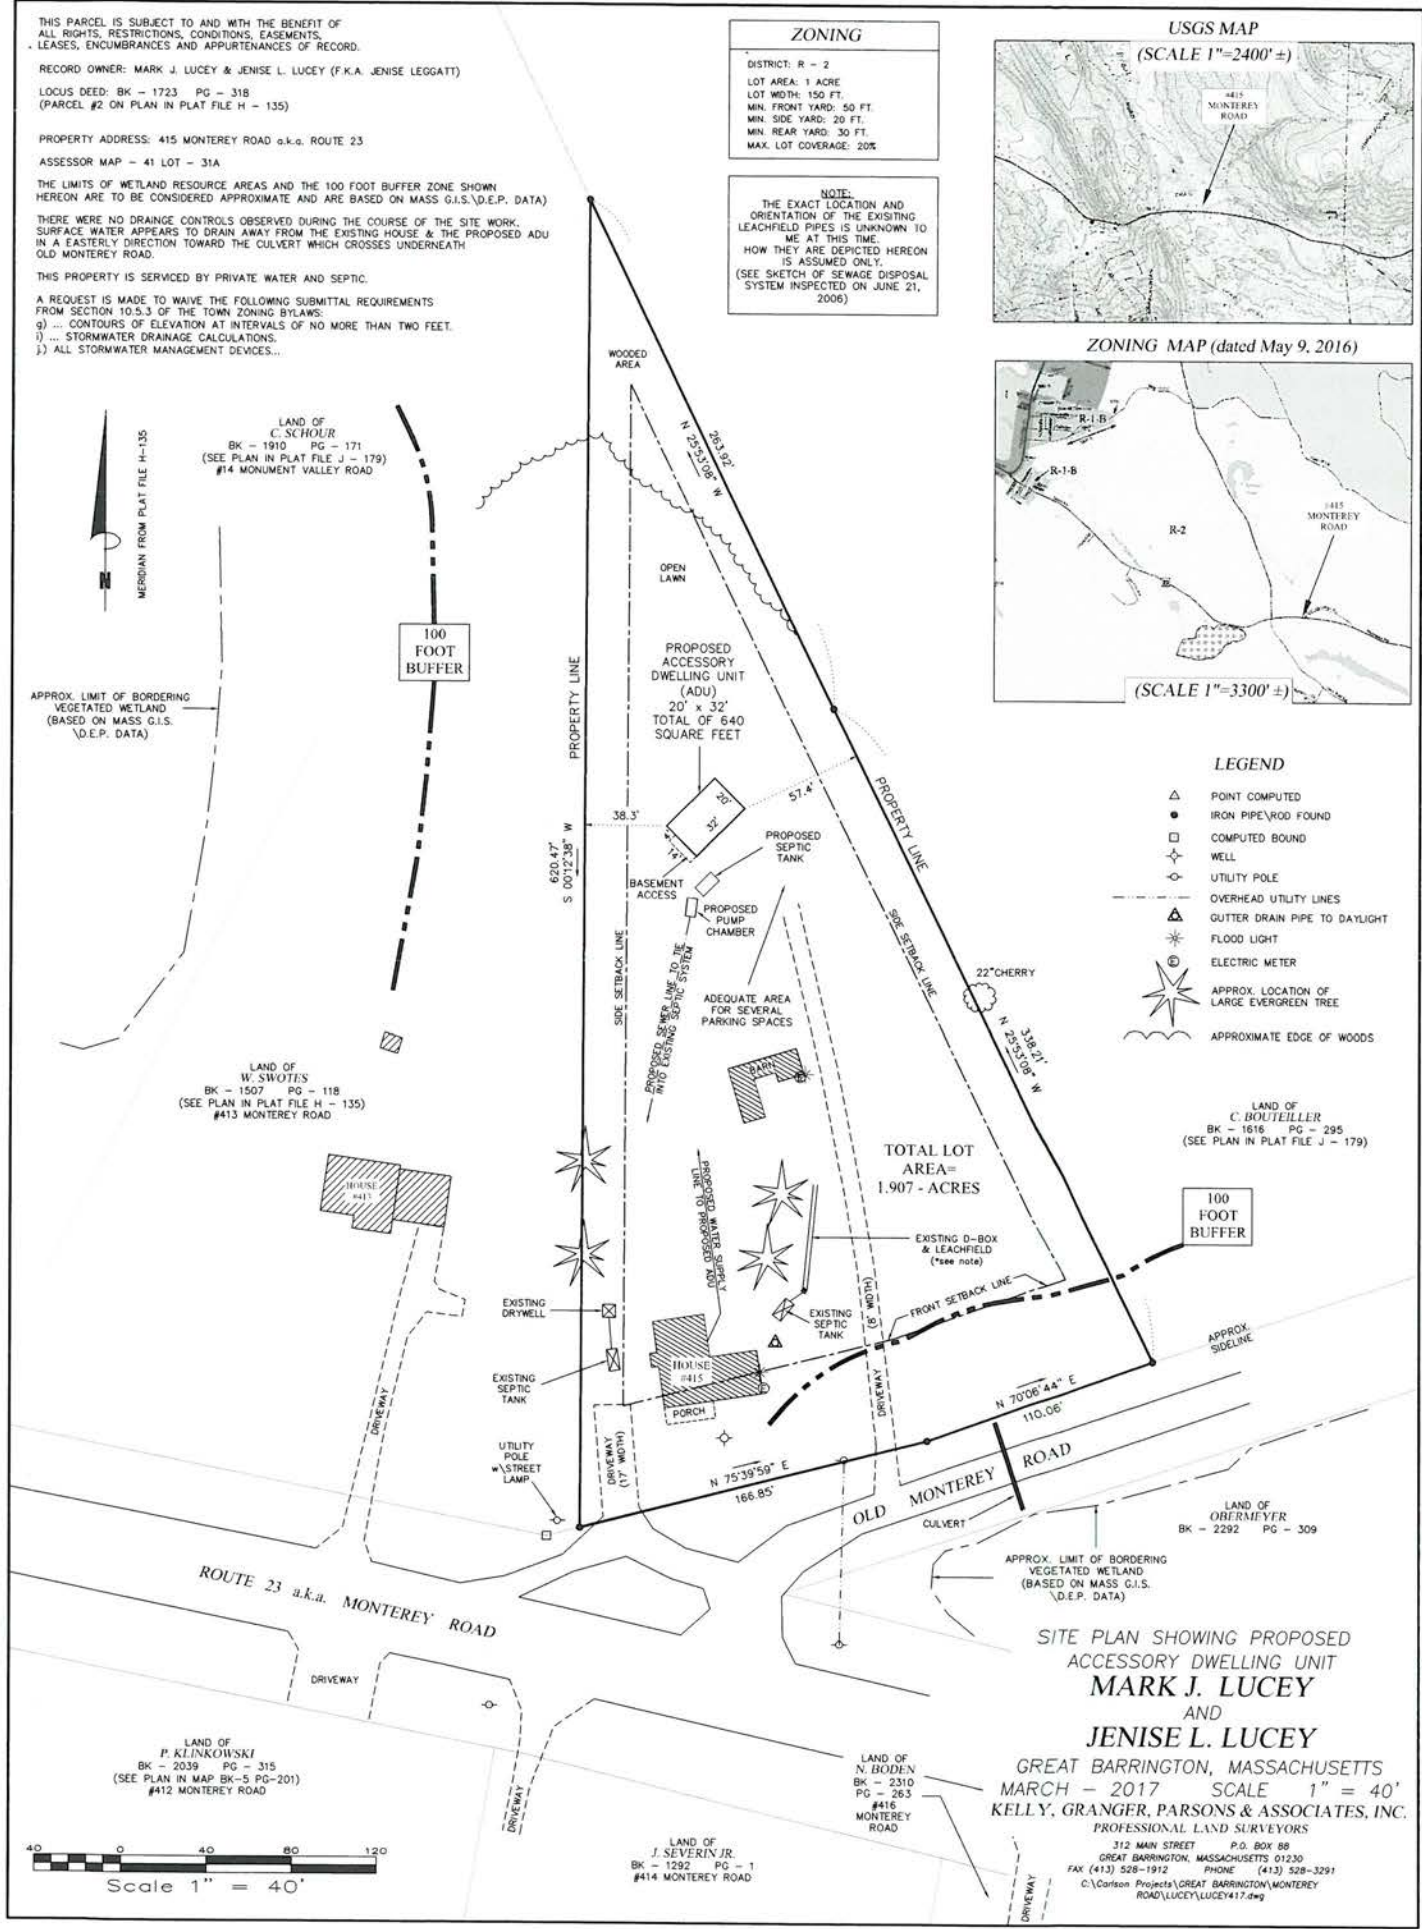 THIS PARCEL IS SUBJECT TO AND WITH THE BENEFIT OF
ALL RIGHTS, RESTRICTIONS, CONDITIONS, EASEMENTS,
LEASES, ENCUMBRANCES AND APPURTENANCES OF RECORD.
RECORD OWNER: MARK J. LUCEY & JENISE L. LUCEY (F.K.A. JENISE LEGGATT)
LOCUS DEED: BK - 1723 PG - 318
(PARCEL #2 ON PLAN IN PLAT FILE H - 135)
PROPERTY ADDRESS: 415 MONTEREY ROAD a.k.a. ROUTE 23
ASSESSOR MAP - 41 LOT - 31A
THE LIMITS OF WETLAND RESOURCE AREAS AND THE 100 FOOT BUFFER ZONE SHOWN
HEREON ARE TO BE CONSIDERED APPROXIMATE AND ARE BASED ON MASS G.I.S.\D.E.P. DATA)
THERE WERE NO DRAINGE CONTROLS OBSERVED DURING THE COURSE OF THE SITE WORK.
SURFACE WATER APPEARS TO DRAIN AWAY FROM THE EXISTING HOUSE & THE PROPOSED ADU
IN A EASTERLY DIRECTION TOWARD THE CULVERT WHICH CROSSES UNDERNEATH
OLD MONTEREY ROAD.
THIS PROPERTY IS SERVICED BY PRIVATE WATER AND SEPTIC.
A REQUEST IS MADE TO WAIVE THE FOLLOWING SUBMITTAL REQUIREMENTS
FROM SECTION 10.5.3 OF THE TOWN ZONING BYLAWS:
g) ... CONTOURS OF ELEVATION AT INTERVALS OF NO MORE THAN TWO FEET.
i) ... STORMWATER DRAINAGE CALCULATIONS.
j.) ALL STORMWATER MANAGEMENT DEVICES...
ZONING
DISTRICT: R - 2
LOT AREA: 1 ACRE
LOT WIDTH: 150 FT.
MIN. FRONT YARD: 50 FT.
MIN. SIDE YARD: 20 FT.
MIN. REAR YARD: 30 FT.
MAX. LOT COVERAGE: 20%
NOTE:
THE EXACT LOCATION AND
ORIENTATION OF THE EXISITING
LEACHFIELD PIPES IS UNKNOWN TO
ME AT THIS TIME.
HOW THEY ARE DEPICTED HEREON
IS ASSUMED ONLY.
(SEE SKETCH OF SEWAGE DISPOSAL
SYSTEM INSPECTED ON JUNE 21,
2006)
USGS MAP
(SCALE 1"=2400' ±)
#415
MONTEREY
ROAD
ZONING MAP (dated May 9, 2016)
R-1-B
R-1-B
R-2
#415
MONTEREY
ROAD
(SCALE 1"=3300' ±)
LEGEND
POINT COMPUTED
IRON PIPE\ROD FOUND
COMPUTED BOUND
WELL
UTILITY POLE
OVERHEAD UTILITY LINES
GUTTER DRAIN PIPE TO DAYLIGHT
FLOOD LIGHT
E ELECTRIC METER
APPROX. LOCATION OF
LARGE EVERGREEN TREE
APPROXIMATE EDGE OF WOODS
N
MERIDIAN FROM PLAT FILE H-135
LAND OF
C. SCHOUR
BK - 1910 PG - 171
(SEE PLAN IN PLAT FILE J - 179)
#14 MONUMENT VALLEY ROAD
100
FOOT
BUFFER
APPROX. LIMIT OF BORDERING
VEGETATED WETLAND
(BASED ON MASS G.I.S.
\D.E.P. DATA)
WOODED
AREA
263.92'
N 25°53'08" W
OPEN
LAWN
PROPOSED
ACCESSORY
DWELLING UNIT
(ADU)
20' x 32'
TOTAL OF 640
SQUARE FEET
PROPERTY LINE
620.47'
S 00°12'38" W
38.3'
20'
32'
14'
57.4'
PROPERTY LINE
BASEMENT
ACCESS
PROPOSED
SEPTIC
TANK
PROPOSED
PUMP
CHAMBER
SIDE SETBACK LINE
SIDE SETBACK LINE
PROPOSED SEWER LINE TO TIE
INTO EXISTING SEPTIC SYSTEM
ADEQUATE AREA
FOR SEVERAL
PARKING SPACES
22"CHERRY
338.21'
N 25°53'08" W
BARN
E
LAND OF
W. SWOTES
BK - 1507 PG - 118
(SEE PLAN IN PLAT FILE H - 135)
#413 MONTEREY ROAD
HOUSE
#413
LAND OF
C. BOUTEILLER
BK - 1616 PG - 295
(SEE PLAN IN PLAT FILE J - 179)
TOTAL LOT
AREA=
1.907 - ACRES
100
FOOT
BUFFER
PROPOSED WATER SUPPLY
LINE TO PROPOSED ADU
EXISTING D-BOX
& LEACHFIELD
(*see note)
FRONT SETBACK LINE
EXISTING
DRYWELL
EXISTING
SEPTIC
TANK
EXISTING
SEPTIC
TANK
HOUSE
#415
E
PORCH
DRIVEWAY
(8' WIDTH)
DRIVEWAY
DRIVEWAY
(17' WIDTH)
UTILITY
POLE
w\STREET
LAMP
N 75°39'59" E
166.85'
N 70°06'44" E
110.06'
APPROX.
SIDELINE
OLD MONTEREY ROAD
CULVERT
LAND OF
OBERMEYER
BK - 2292 PG - 309
APPROX. LIMIT OF BORDERING
VEGETATED WETLAND
(BASED ON MASS G.I.S.
\D.E.P. DATA)
ROUTE 23 a.k.a. MONTEREY ROAD
DRIVEWAY
DRIVEWAY
DRIVEWAY
LAND OF
P. KLINKOWSKI
BK - 2039 PG - 315
(SEE PLAN IN MAP BK-5 PG-201)
#412 MONTEREY ROAD
LAND OF
J. SEVERIN JR.
BK - 1292 PG - 1
#414 MONTEREY ROAD
LAND OF
N. BODEN
BK - 2310
PG - 263
#416
MONTEREY
ROAD
40 0 40 80 120
Scale 1" = 40'
SITE PLAN SHOWING PROPOSED
ACCESSORY DWELLING UNIT
MARK J. LUCEY
AND
JENISE L. LUCEY
GREAT BARRINGTON, MASSACHUSETTS
MARCH - 2017 SCALE 1" = 40'
KELLY, GRANGER, PARSONS & ASSOCIATES, INC.
PROFESSIONAL LAND SURVEYORS
312 MAIN STREET P.O. BOX 88
GREAT BARRINGTON, MASSACHUSETTS 01230
FAX (413) 528-1912 PHONE (413) 528-3291
C:\Carlson Projects\GREAT BARRINGTON\MONTEREY
ROAD\LUCEY\LUCEY417.dwg